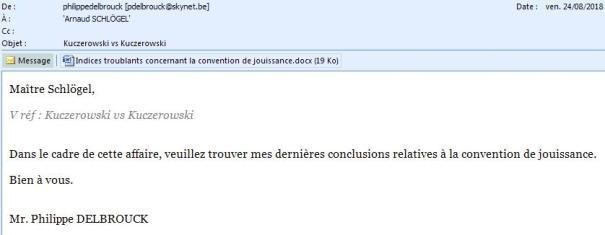 De : philippedelbrouck [pdelbrouck@skynet.be] Date : ven. 24/08/2018
À : 'Arnaud SCHLÖGEL'
Cc :
Objet : Kuczerowski vs Kuczerowski
Message Indices troublants concernant la convention de jouissance.docx (19 Ko)
Maître Schlögel,
V réf : Kuczerowski vs Kuczerowski
Dans le cadre de cette affaire, veuillez trouver mes dernières conclusions relatives à la convention de jouissance.
Bien à vous.
Mr. Philippe DELBROUCK